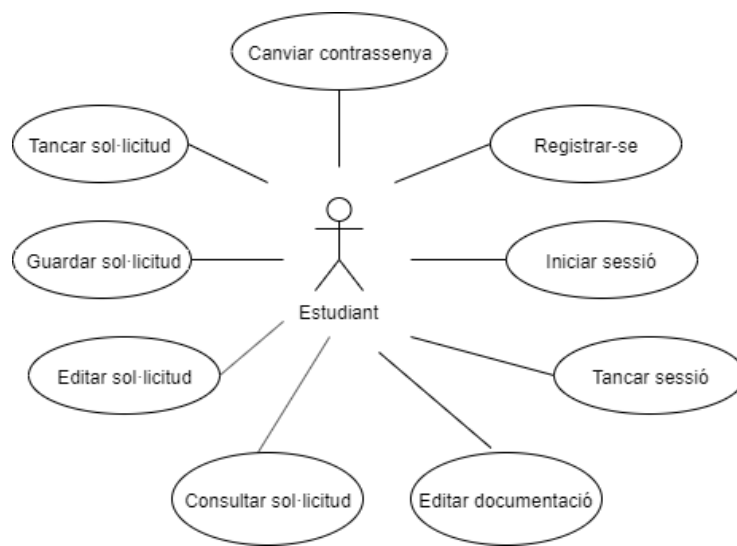 Canviar contrassenya
Tancar sol·licitud
Registrar-se
Guardar sol·licitud
Iniciar sessió
Estudiant
Editar sol·licitud
Tancar sessió
Consultar sol·licitud
Editar documentació